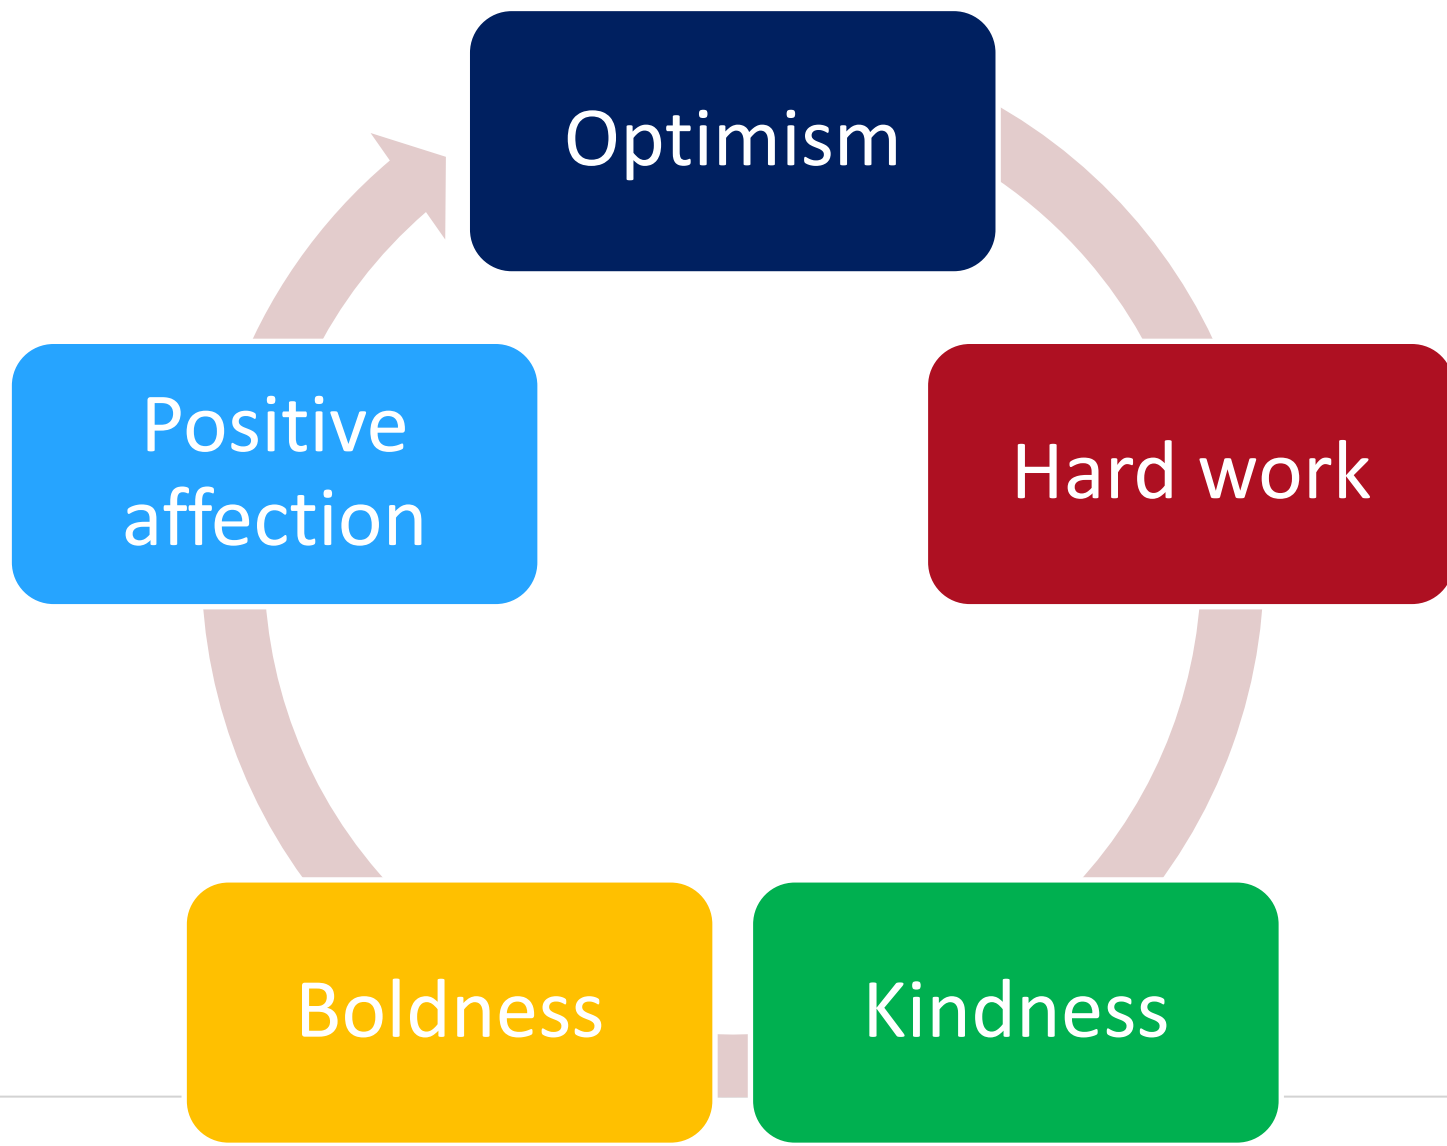 Optimism
Hard work
Kindness
Boldness
Positive
affection